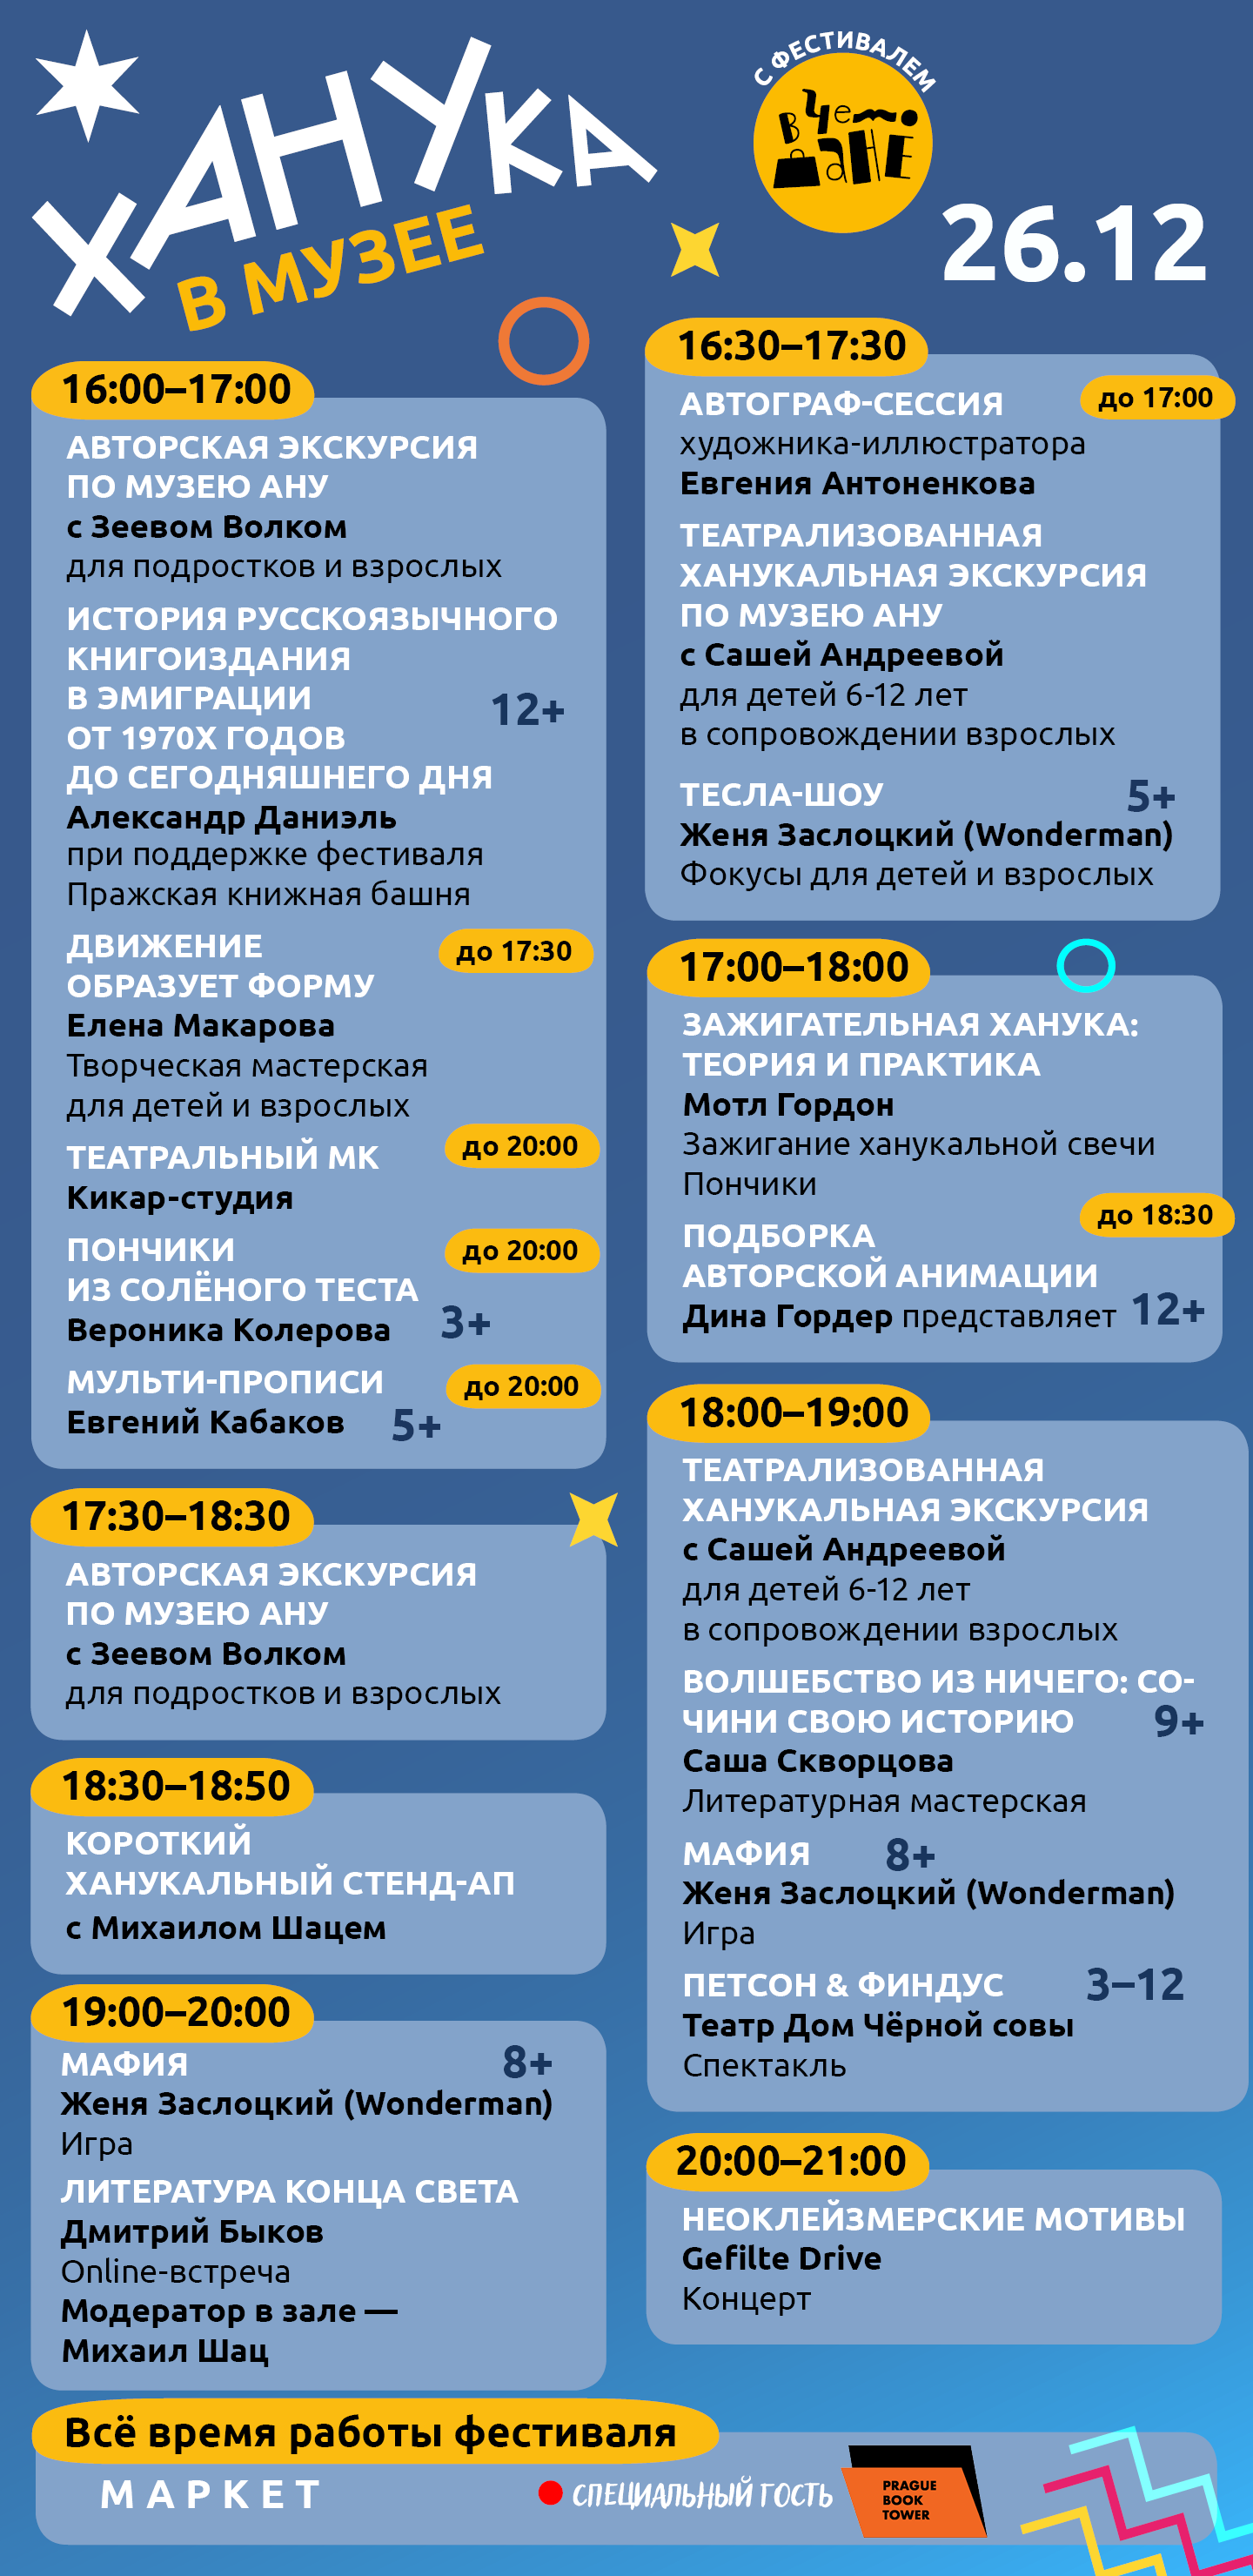 ХАНУКА
В МУЗЕЕ
С ФЕСТИВАЛЕМ
В ЧеМО
ДаНЕ
26.12
16:00–17:00
АВТОРСКАЯ ЭКСКУРСИЯ
ПО МУЗЕЮ АНУ
с Зеевом Волком
для подростков и взрослых
ИСТОРИЯ РУССКОЯЗЫЧНОГО
КНИГОИЗДАНИЯ
В ЭМИГРАЦИИ
12+
ОТ 1970Х ГОДОВ
ДО СЕГОДНЯШНЕГО ДНЯ
Александр Даниэль
при поддержке фестиваля
Пражская книжная башня
ДВИЖЕНИЕ
до 17:30
ОБРАЗУЕТ ФОРМУ
Елена Макарова
Творческая мастерская
для детей и взрослых
ТЕАТРАЛЬНЫЙ МК
до 20:00
Кикар-студия
ПОНЧИКИ
до 20:00
ИЗ СОЛЁНОГО ТЕСТА
Вероника Колерова
3+
МУЛЬТИ-ПРОПИСИ
до 20:00
Евгений Кабаков
5+
17:30–18:30
АВТОРСКАЯ ЭКСКУРСИЯ
ПО МУЗЕЮ АНУ
с Зеевом Волком
для подростков и взрослых
18:30–18:50
КОРОТКИЙ
ХАНУКАЛЬНЫЙ СТЕНД-АП
с Михаилом Шацем
19:00–20:00
МАФИЯ
8+
Женя Заслоцкий (Wonderman)
Игра
ЛИТЕРАТУРА КОНЦА СВЕТА
Дмитрий Быков
Online-встреча
Модератор в зале —
Михаил Шац
16:30–17:30
АВТОГРАФ-СЕССИЯ
до 17:00
художника-иллюстратора
Евгения Антоненкова
ТЕАТРАЛИЗОВАННАЯ
ХАНУКАЛЬНАЯ ЭКСКУРСИЯ
ПО МУЗЕЮ АНУ
с Сашей Андреевой
для детей 6-12 лет
в сопровождении взрослых
ТЕСЛА-ШОУ
5+
Женя Заслоцкий (Wonderman)
Фокусы для детей и взрослых
17:00–18:00
ЗАЖИГАТЕЛЬНАЯ ХАНУКА:
ТЕОРИЯ И ПРАКТИКА
Мотл Гордон
Зажигание ханукальной свечи
Пончики
до 18:30
ПОДБОРКА
АВТОРСКОЙ АНИМАЦИИ
Дина Гордер представляет
12+
18:00–19:00
ТЕАТРАЛИЗОВАННАЯ
ХАНУКАЛЬНАЯ ЭКСКУРСИЯ
с Сашей Андреевой
для детей 6-12 лет
в сопровождении взрослых
ВОЛШЕБСТВО ИЗ НИЧЕГО: СО-
ЧИНИ СВОЮ ИСТОРИЮ
9+
Саша Скворцова
Литературная мастерская
МАФИЯ
8+
Женя Заслоцкий (Wonderman)
Игра
ПЕТСОН & ФИНДУС
3–12
Театр Дом Чёрной совы
Спектакль
20:00–21:00
НЕОКЛЕЙЗМЕРСКИЕ МОТИВЫ
Gefilte Drive
Концерт
Всё время работы фестиваля
МАРКЕТ
СПЕЦИАЛЬНЫЙ ГОСТЬ
PRAGUE
BOOK
TOWER